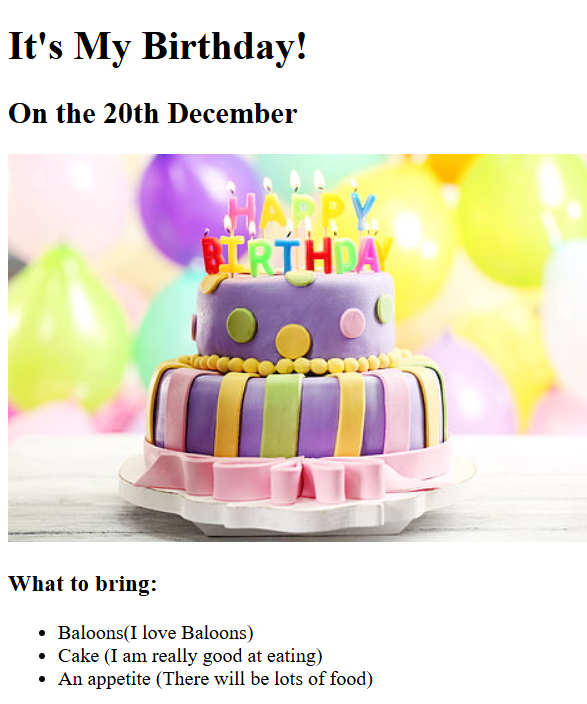 It's My Birthday!
On the 20th December
HAPPY
BIRTHDAY
What to bring:
Baloons(I love Baloons)
Cake (I am really good at eating)
An appetite (There will be lots of food)